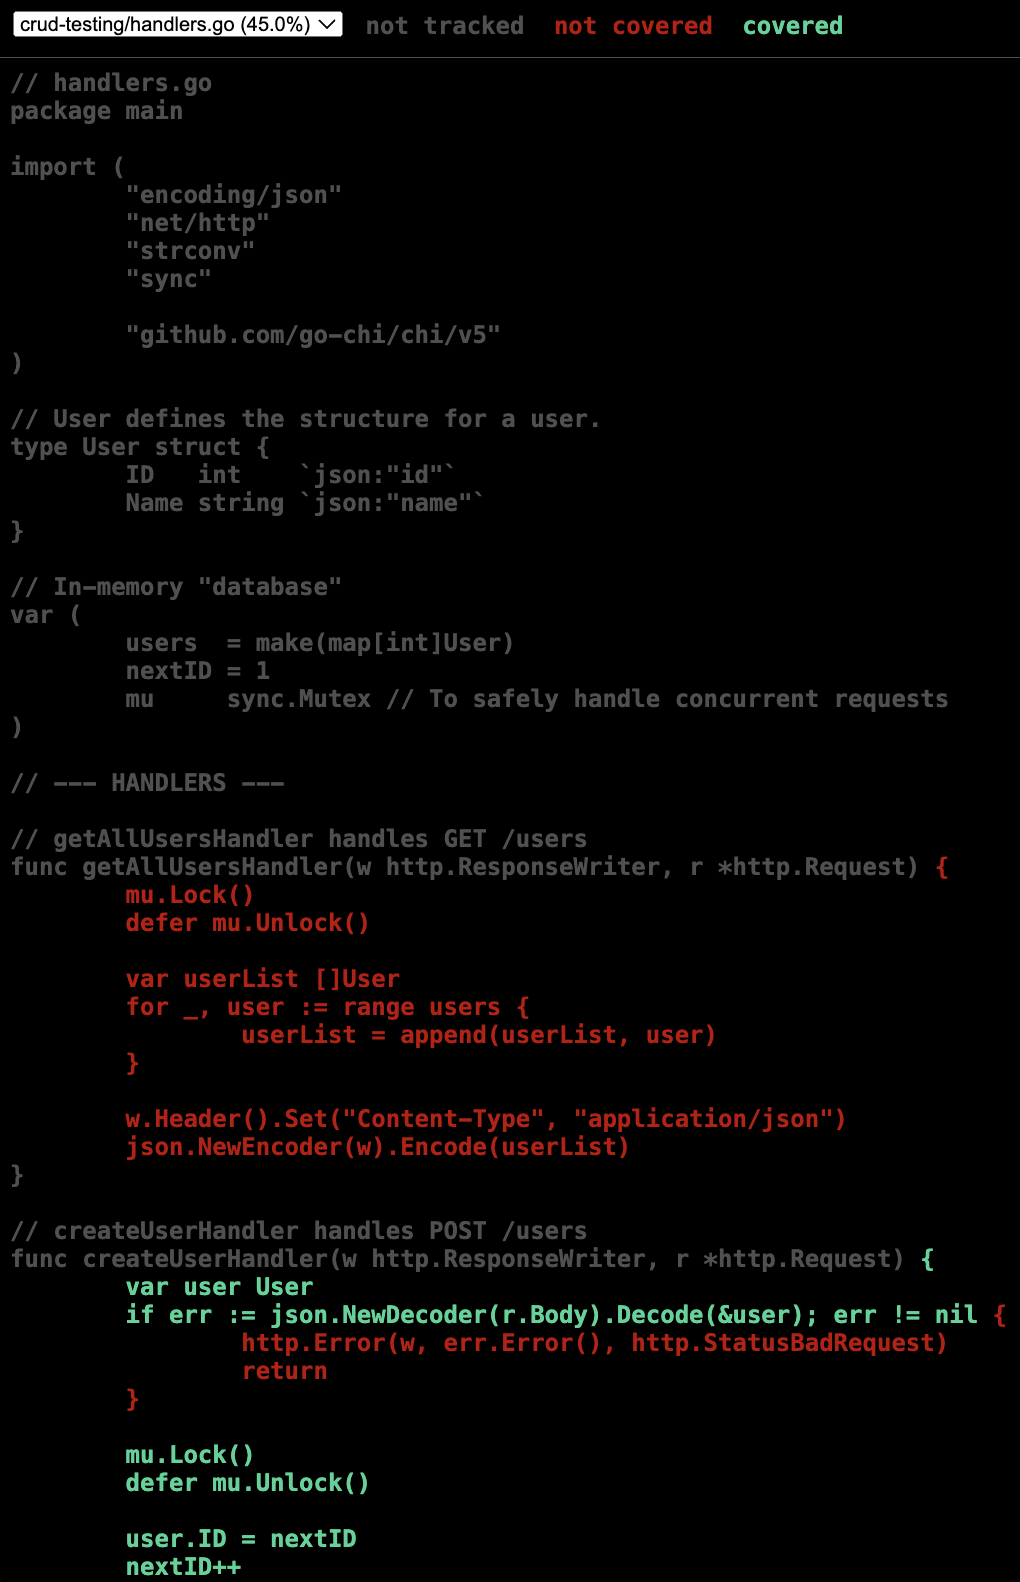 crud-testing/handlers.go (45.0%) not tracked not covered covered
// handlers.go
package main
import (
"encoding/json"
"net/http"
"strconv"
"sync"
"github.com/go-chi/chi/v5"
)
// User defines the structure for a user.
type User struct {
ID   int    `json:"id"`
Name string `json:"name"`
}
// In-memory "database"
var (
users  = make(map[int]User)
nextID = 1
mu     sync.Mutex // To safely handle concurrent requests
)
// --- HANDLERS ---
// getAllUsersHandler handles GET /users
func getAllUsersHandler(w http.ResponseWriter, r *http.Request) {
mu.Lock()
defer mu.Unlock()
var userList []User
for _, user := range users {
userList = append(userList, user)
}
w.Header().Set("Content-Type", "application/json")
json.NewEncoder(w).Encode(userList)
}
// createUserHandler handles POST /users
func createUserHandler(w http.ResponseWriter, r *http.Request) {
var user User
if err := json.NewDecoder(r.Body).Decode(&user); err != nil {
http.Error(w, err.Error(), http.StatusBadRequest)
return
}
mu.Lock()
defer mu.Unlock()
user.ID = nextID
nextID++